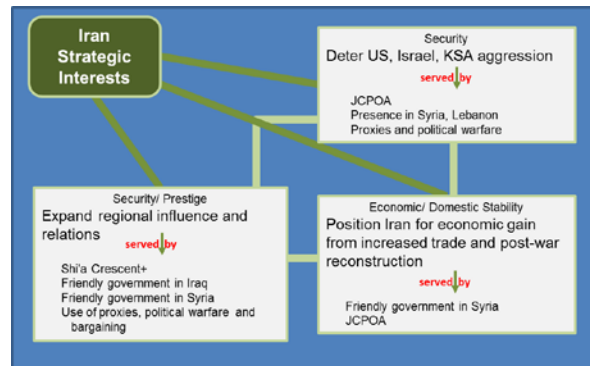 Iran
Strategic
Interests
Security
Deter US, Israel, KSA aggression
served by
JCPOA
Presence in Syria, Lebanon
Proxies and political warfare
Security/ Prestige
Expand regional influence and
relations
served by
Shi'a Crescent+
Friendly government in Iraq
Friendly government in Syria
Use of proxies, political warfare and
bargaining
Economic/ Domestic Stability
Position Iran for economic gain
from increased trade and post-war
reconstruction
served by
Friendly government in Syria
JCPOA